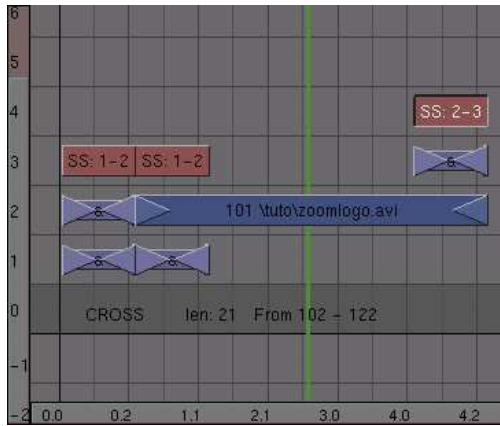 6
5
4 SS: 2-3
3 SS: 1-2 SS: 1-2 &
2 & 101 \tuto\zoomlogo.avi
1 & &
0 CROSS len: 21 From 102 - 122
-1
-2 0.0 0.2 1.1 2.1 3.0 4.0 4.2